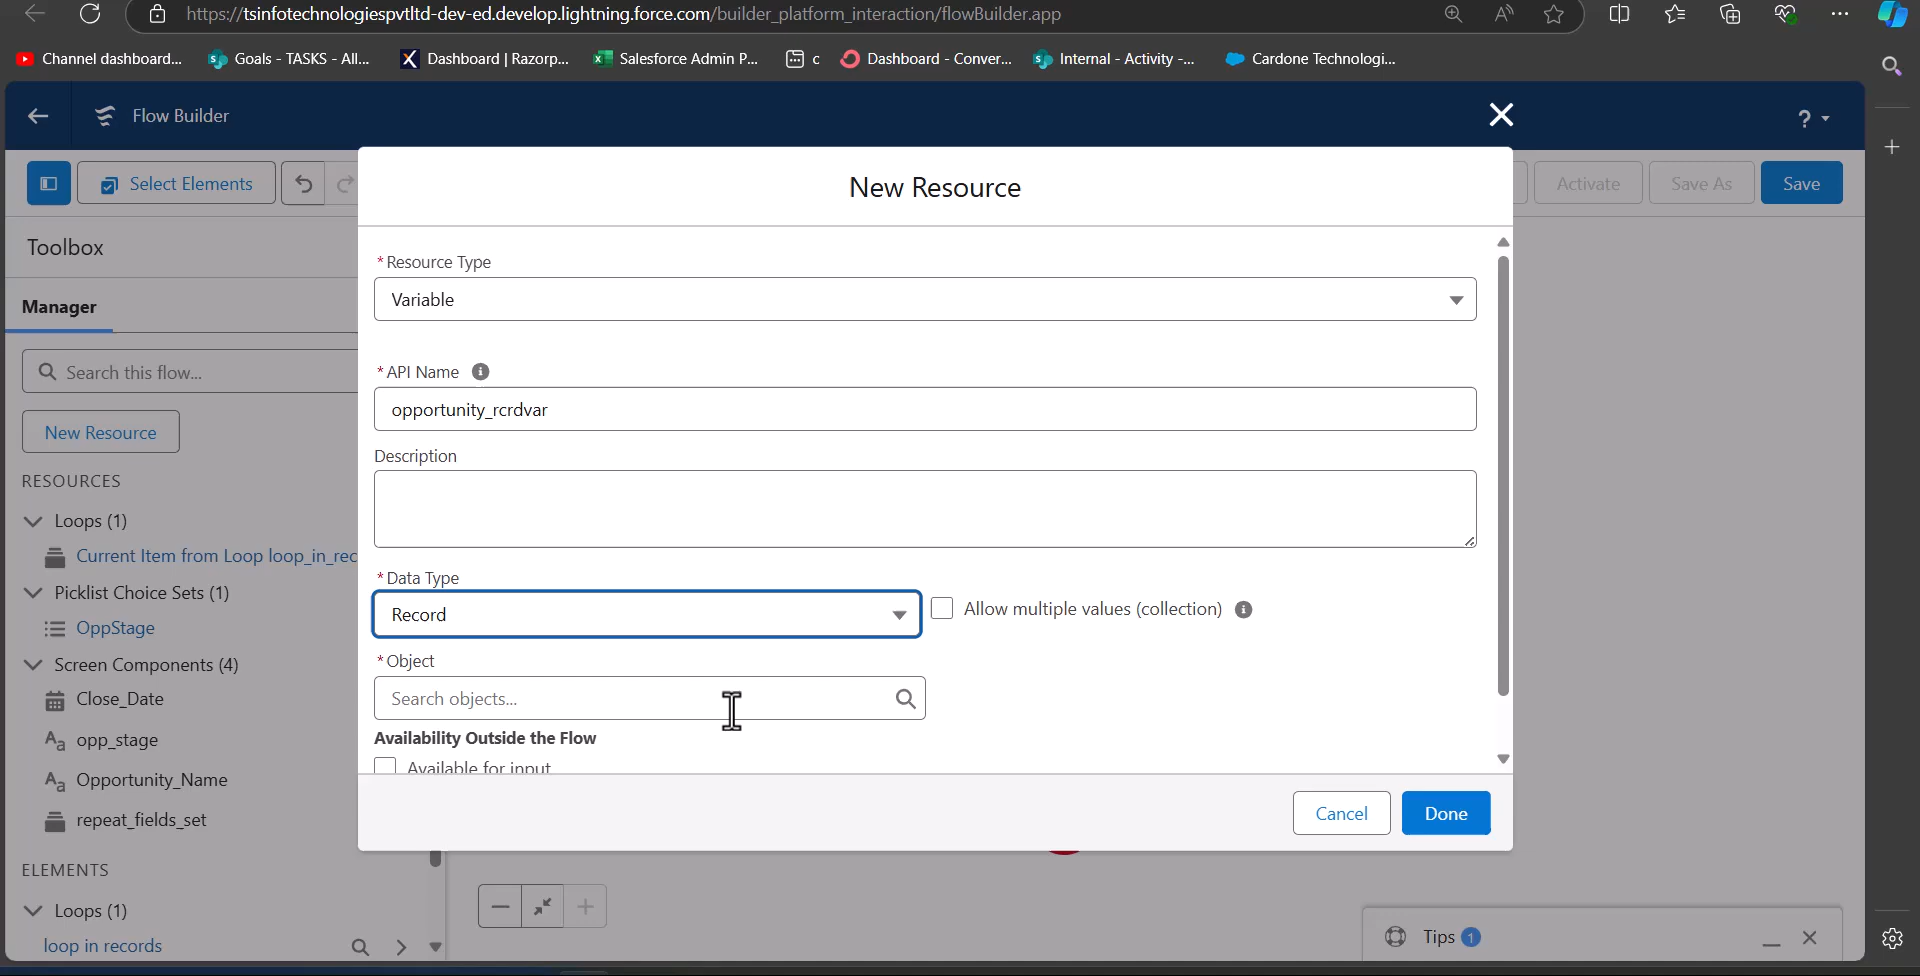 https://tsinfotechnologiespvtltd-dev-ed.develop.lightning.force.com/builder_platform_interaction/flowBuilder.app
Channel dashboard...
Goals - TASKS - All...
Dashboard | Razorp...
Salesforce Admin P...
c
Dashboard - Conver...
Internal - Activity -...
Cardone Technologi...
Flow Builder
?
Select Elements
New Resource
Activate
Save As
Save
Toolbox
Manager
Search this flow...
New Resource
RESOURCES
Loops (1)
Current Item from Loop loop_in_rec
Picklist Choice Sets (1)
OppStage
Screen Components (4)
Close_Date
Aa opp_stage
Aa Opportunity_Name
repeat_fields_set
ELEMENTS
Loops (1)
loop in records
* Resource Type
Variable
* API Name
opportunity_rcrdvar
Description
* Data Type
Record
Allow multiple values (collection)
* Object
Search objects...
Availability Outside the Flow
Available for input
Cancel
Done
Tips 1